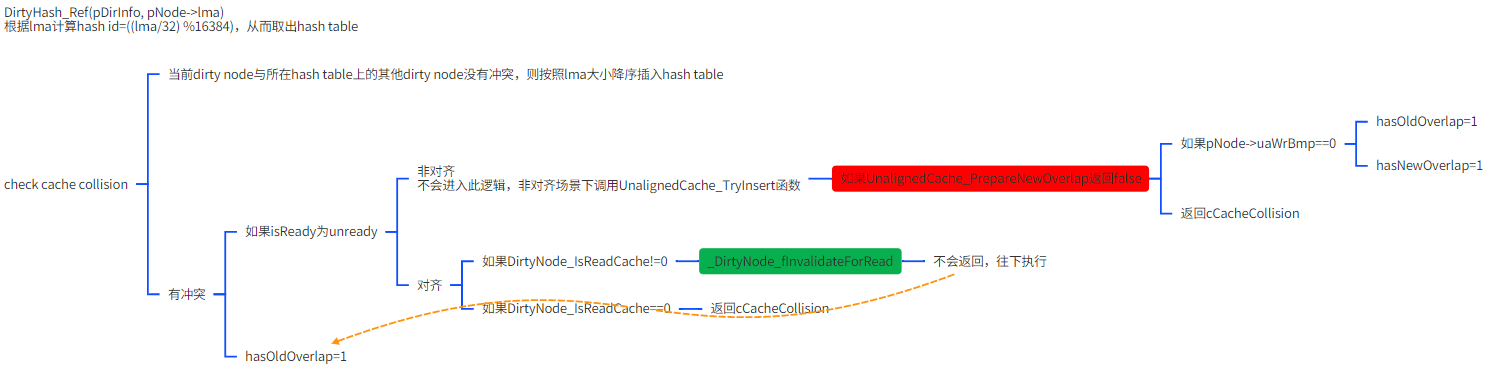 DirtyHash_Ref(pDirInfo, pNode->lma)
根据lma计算hash id=((lma/32) %16384)，从而取出hash table
check cache collision
当前dirty node与所在hash table上的其他dirty node没有冲突，则按照lma大小降序插入hash table
有冲突
如果isReady为unready
非对齐
不会进入此逻辑，非对齐场景下调用UnalignedCache_TryInsert函数
如果UnalignedCache_PrepareNewOverlap返回false
如果pNode->uaWrBmp==0
hasOldOverlap=1
hasNewOverlap=1
返回cCacheCollision
对齐
如果DirtyNode_IsReadCache!=0
_DirtyNode_fInvalidateForRead
不会返回，往下执行
如果DirtyNode_IsReadCache==0
返回cCacheCollision
hasOldOverlap=1